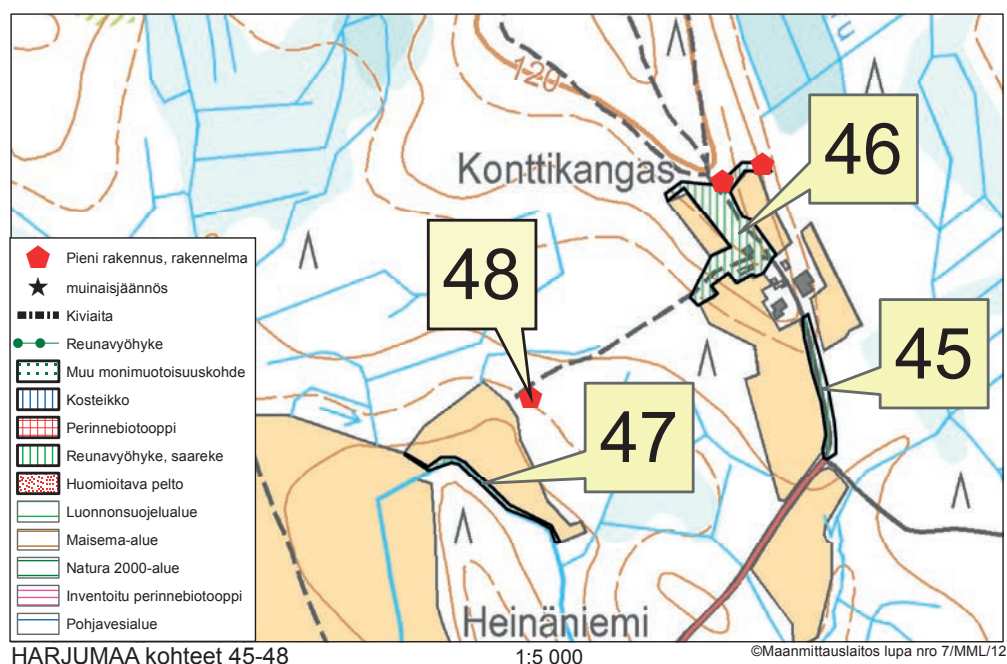 120
Konttikangas
46
48
45
47
Heinäniemi
Pieni rakennus, rakennelma
muinaisjäännös
Kiviaita
Reunavyöhyke
Muu monimuotoisuuskohde
Kosteikko
Perinnebiotooppi
Reunavyöhyke, saareke
Huomioitava pelto
Luonnonsuojelualue
Maisema-alue
Natura 2000-alue
Inventoitu perinnebiotooppi
Pohjavesialue
HARJUMAA kohteet 45-48
1:5 000
©Maanmittauslaitos lupa nro 7/MML/12